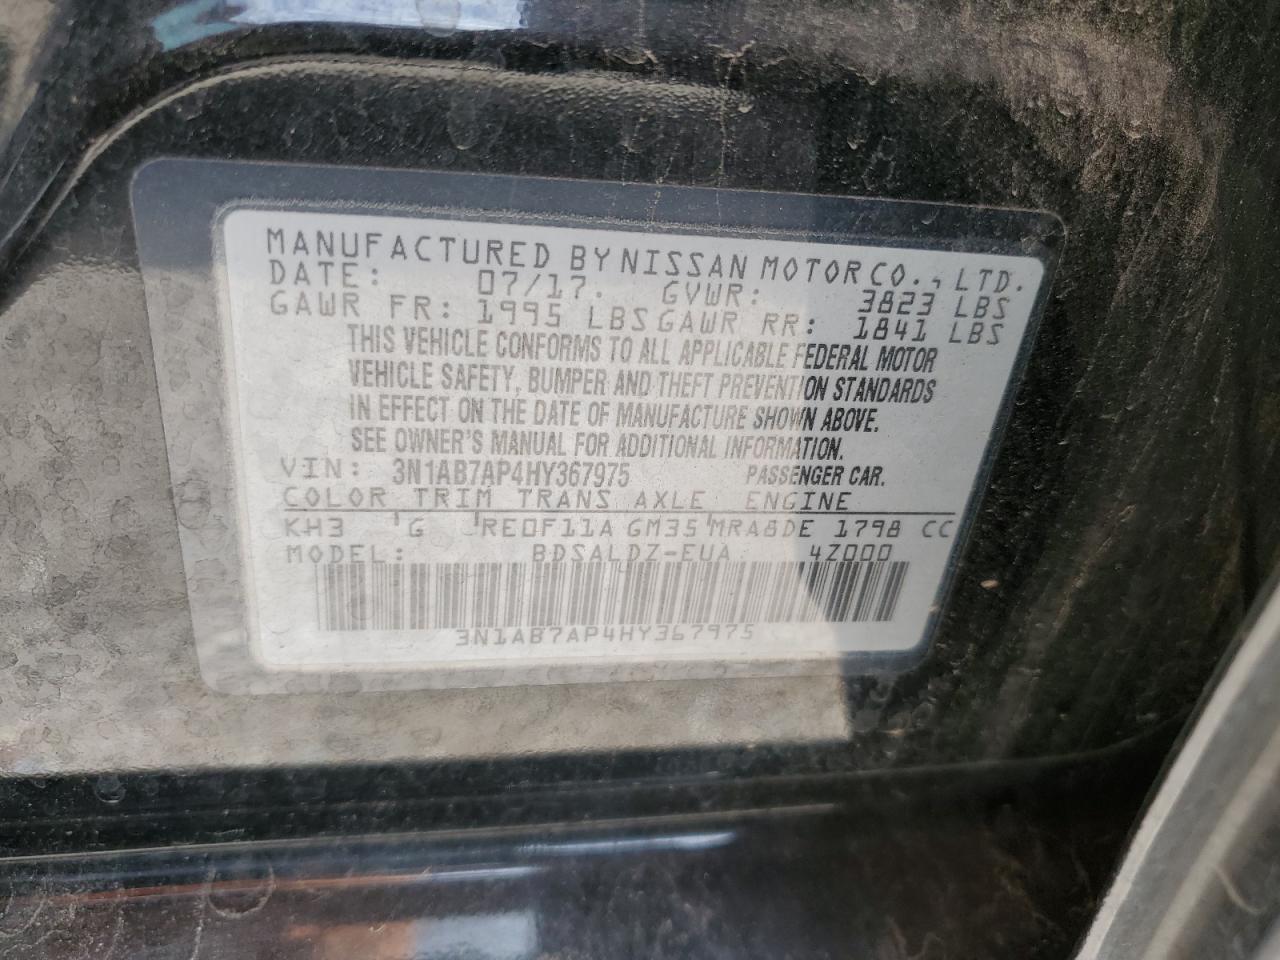 MANUFACTURED BY NISSAN MOTOR CO., LTD.
DATE: 07/17. GVWR: 3823 LBS
GAWR FR: 1995 LBS GAWR RR: 1841 LBS
THIS VEHICLE CONFORMS TO ALL APPLICABLE FEDERAL MOTOR
VEHICLE SAFETY, BUMPER AND THEFT PREVENTION STANDARDS
IN EFFECT ON THE DATE OF MANUFACTURE SHOWN ABOVE.
SEE OWNER'S MANUAL FOR ADDITIONAL INFORMATION.
VIN: 3N1AB7AP4HY367975 PASSENGER CAR.
COLOR TRIM TRANS AXLE ENGINE
KH3 'G 'RE0F11A GM35 'MRA8DE 1798 CC
MODEL: BDSALDZ-EUA 4Z000
3N1AB7AP4HY367975